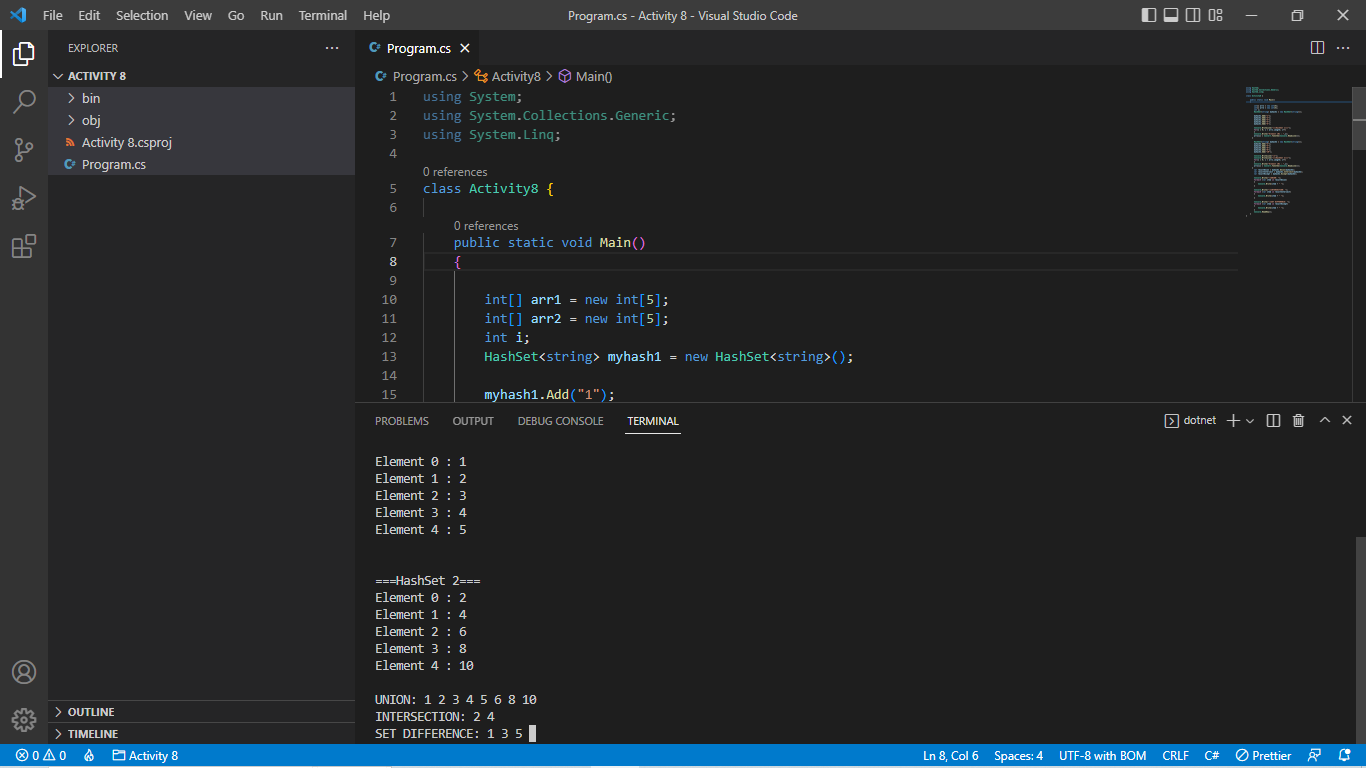 File Edit Selection View Go Run Terminal Help Program.cs - Activity 8 - Visual Studio Code
EXPLORER
ACTIVITY 8
bin
obj
Activity 8.csproj
Program.cs
OUTLINE
TIMELINE
Program.cs
Program.cs > Activity8 > Main()
1 using System;
2 using System.Collections.Generic;
3 using System.Linq;
4
0 references
5 class Activity8 {
6
0 references
7 public static void Main()
8 {
9
10 int[] arr1 = new int[5];
11 int[] arr2 = new int[5];
12 int i;
13 HashSet<string> myhash1 = new HashSet<string>();
14
15 myhash1.Add("1");
PROBLEMS OUTPUT DEBUG CONSOLE TERMINAL dotnet
Element 0 : 1
Element 1 : 2
Element 2 : 3
Element 3 : 4
Element 4 : 5
===HashSet 2===
Element 0 : 2
Element 1 : 4
Element 2 : 6
Element 3 : 8
Element 4 : 10
UNION: 1 2 3 4 5 6 8 10
INTERSECTION: 2 4
SET DIFFERENCE: 1 3 5
0 0 Activity 8 Ln 8, Col 6 Spaces: 4 UTF-8 with BOM CRLF C# Prettier